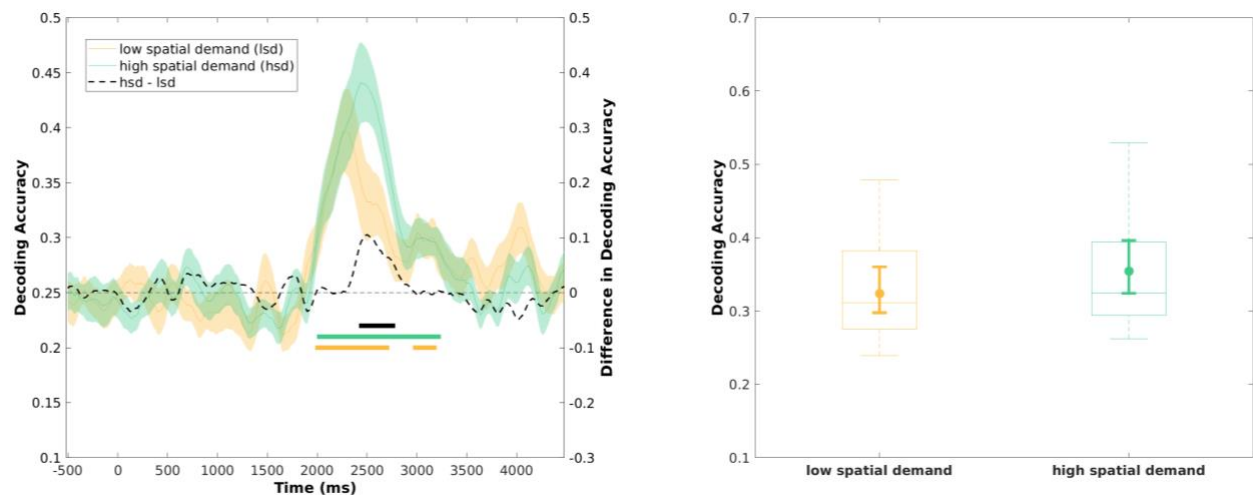 0.5
0.45
0.4
0.35
0.3
0.25
0.2
0.15
0.1
Decoding Accuracy
low spatial demand (lsd)
high spatial demand (hsd)
hsd - lsd
0.5
0.4
0.3
0.2
0.1
0
-0.1
-0.2
-0.3
Difference in Decoding Accuracy
-500 0 500 1000 1500 2000 2500 3000 3500 4000
Time (ms)
0.7
0.6
0.5
0.4
0.3
0.2
0.1
Decoding Accuracy
low spatial demand high spatial demand